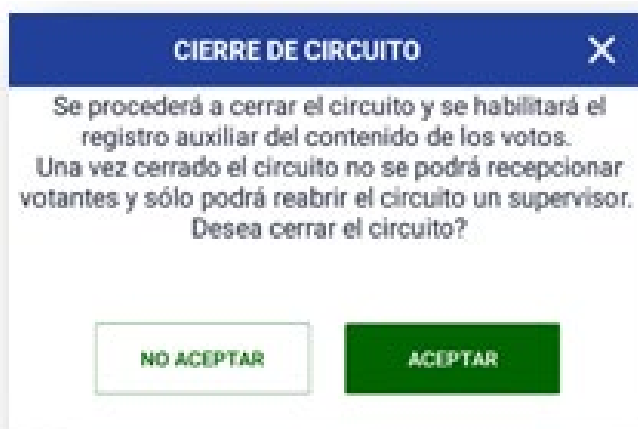 CIERRE DE CIRCUITO
Se procederá a cerrar el circuito y se habilitará el
registro auxiliar del contenido de los votos.
Una vez cerrado el circuito no se podrá recepcionar
votantes y sólo podrá reabrir el circuito un supervisor.
Desea cerrar el circuito?
NO ACEPTAR ACEPTAR